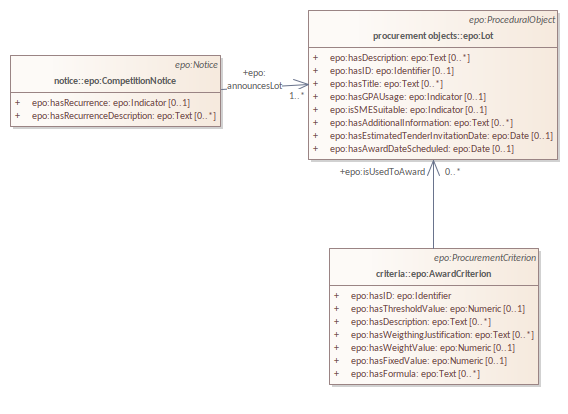 epo:Notice
notice::epo:CompetitionNotice
+ epo:hasRecurrence: epo:Indicator [0..1]
+ epo:hasRecurrenceDescription: epo:Text [0..*]
+epo:
announcesLot
1..*
epo:ProceduralObject
procurement objects::epo:Lot
+ epo:hasDescription: epo:Text [0..*]
+ epo:hasID: epo:Identifier [0..1]
+ epo:hasTitle: epo:Text [0..*]
+ epo:hasGPAUsage: epo:Indicator [0..1]
+ epo:isSMESuitable: epo:Indicator [0..1]
+ epo:hasAdditionalInformation: epo:Text [0..*]
+ epo:hasEstimatedTenderInvitationDate: epo:Date [0..1]
+ epo:hasAwardDateScheduled: epo:Date [0..1]
+epo:isUsedToAward 0..*
epo:ProcurementCriterion
criteria::epo:AwardCriterion
+ epo:hasID: epo:Identifier
+ epo:hasThresholdValue: epo:Numeric [0..1]
+ epo:hasDescription: epo:Text [0..*]
+ epo:hasWeigthingJustification: epo:Text [0..*]
+ epo:hasWeightValue: epo:Numeric [0..1]
+ epo:hasFixedValue: epo:Numeric [0..1]
+ epo:hasFormula: epo:Text [0..*]